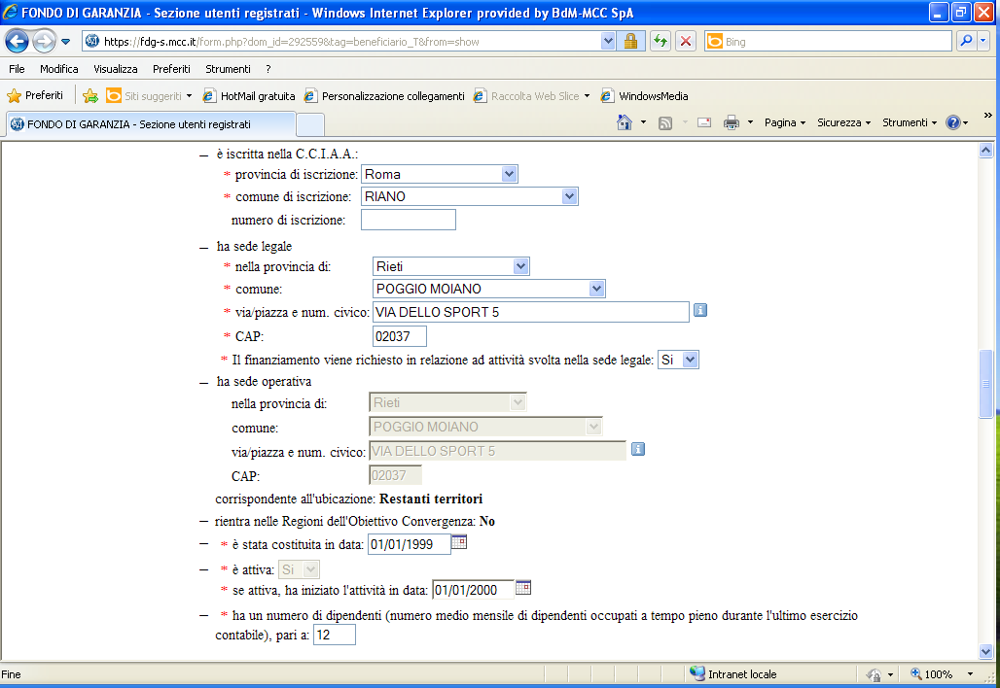 FONDO DI GARANZIA - Sezione utenti registrati - Windows Internet Explorer provided by BdM-MCC SpA
https://fdg-s.mcc.it/form.php?dom_id=292559&tag=beneficiario_T&from=show
Bing
File Modifica Visualizza Preferiti Strumenti ?
Preferiti Siti suggeriti HotMail gratuita Personalizzazione collegamenti Raccolta Web Slice WindowsMedia
FONDO DI GARANZIA - Sezione utenti registrati Pagina Sicurezza Strumenti »
– è iscritta nella C.C.I.A.A.:
* provincia di iscrizione: Roma
* comune di iscrizione: RIANO
numero di iscrizione:
– ha sede legale
* nella provincia di: Rieti
* comune: POGGIO MOIANO
* via/piazza e num. civico: VIA DELLO SPORT 5
* CAP: 02037
* Il finanziamento viene richiesto in relazione ad attività svolta nella sede legale: Si
– ha sede operativa
nella provincia di: Rieti
comune: POGGIO MOIANO
via/piazza e num. civico: VIA DELLO SPORT 5
CAP: 02037
corrispondente all'ubicazione: Restanti territori
– rientra nelle Regioni dell'Obiettivo Convergenza: No
– * è stata costituita in data: 01/01/1999
– * è attiva: Si
* se attiva, ha iniziato l'attività in data: 01/01/2000
– * ha un numero di dipendenti (numero medio mensile di dipendenti occupati a tempo pieno durante l'ultimo esercizio
contabile), pari a: 12
Fine Intranet locale 100%